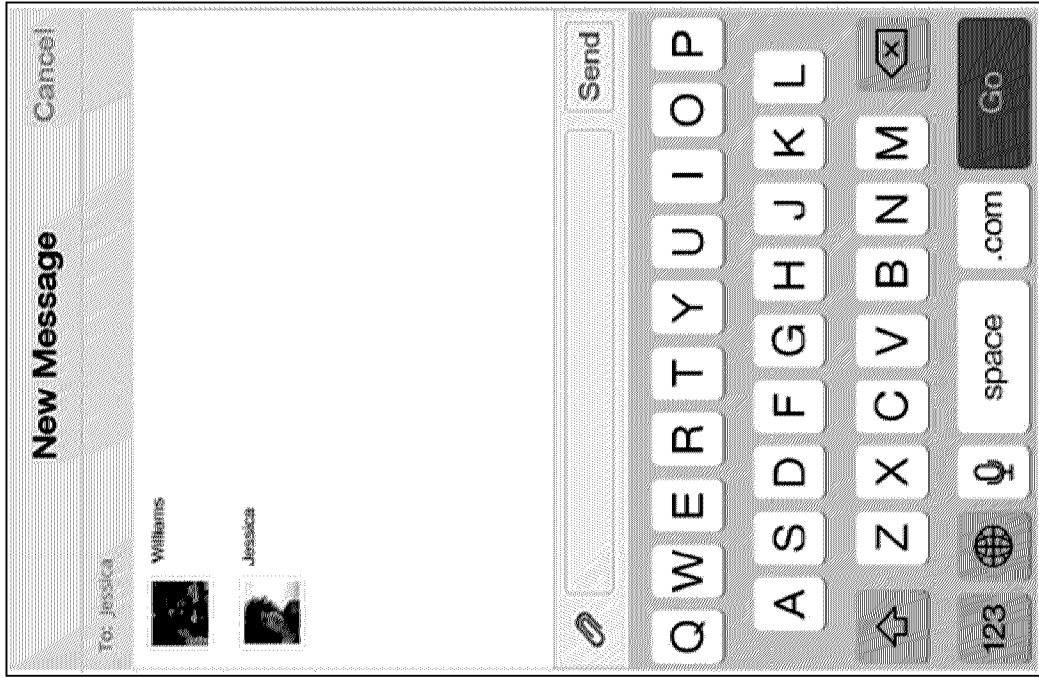 New Message Cancel
To: Jessica
Williams
Jessica
Send
Q W E R T Y U I O P
A S D F G H J K L
Z X C V B N M
123 space .com Go